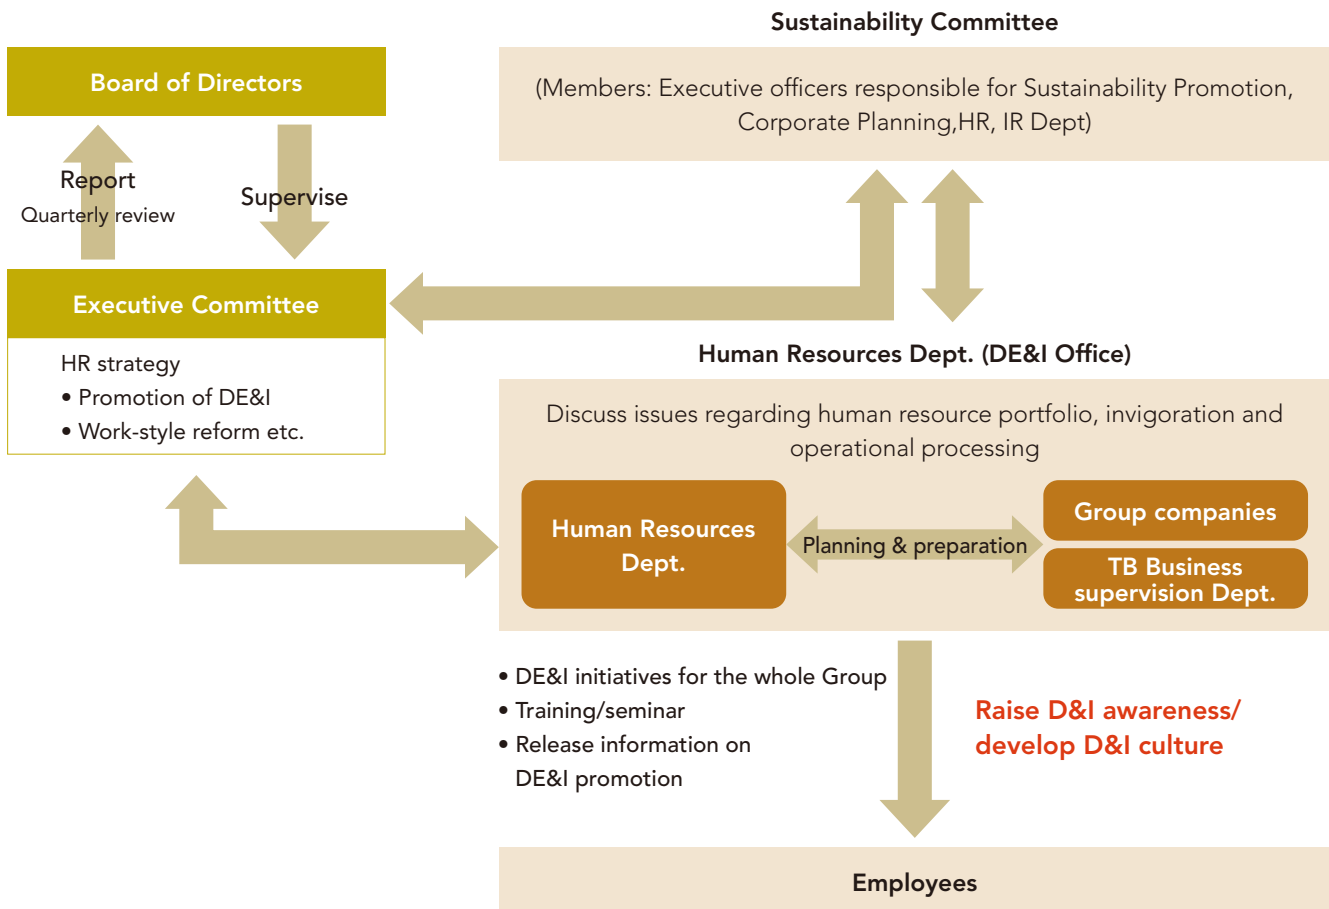 Sustainability Committee
(Members: Executive officers responsible for Sustainability Promotion,
Corporate Planning,HR, IR Dept)
Board of Directors
Report
Quarterly review
Supervise
Executive Committee
HR strategy
• Promotion of DE&I
• Work-style reform etc.
Human Resources Dept. (DE&I Office)
Discuss issues regarding human resource portfolio, invigoration and
operational processing
Human Resources
Dept.
Planning & preparation
Group companies
TB Business
supervision Dept.
• DE&I initiatives for the whole Group
• Training/seminar
• Release information on
DE&I promotion
Raise D&I awareness/
develop D&I culture
Employees